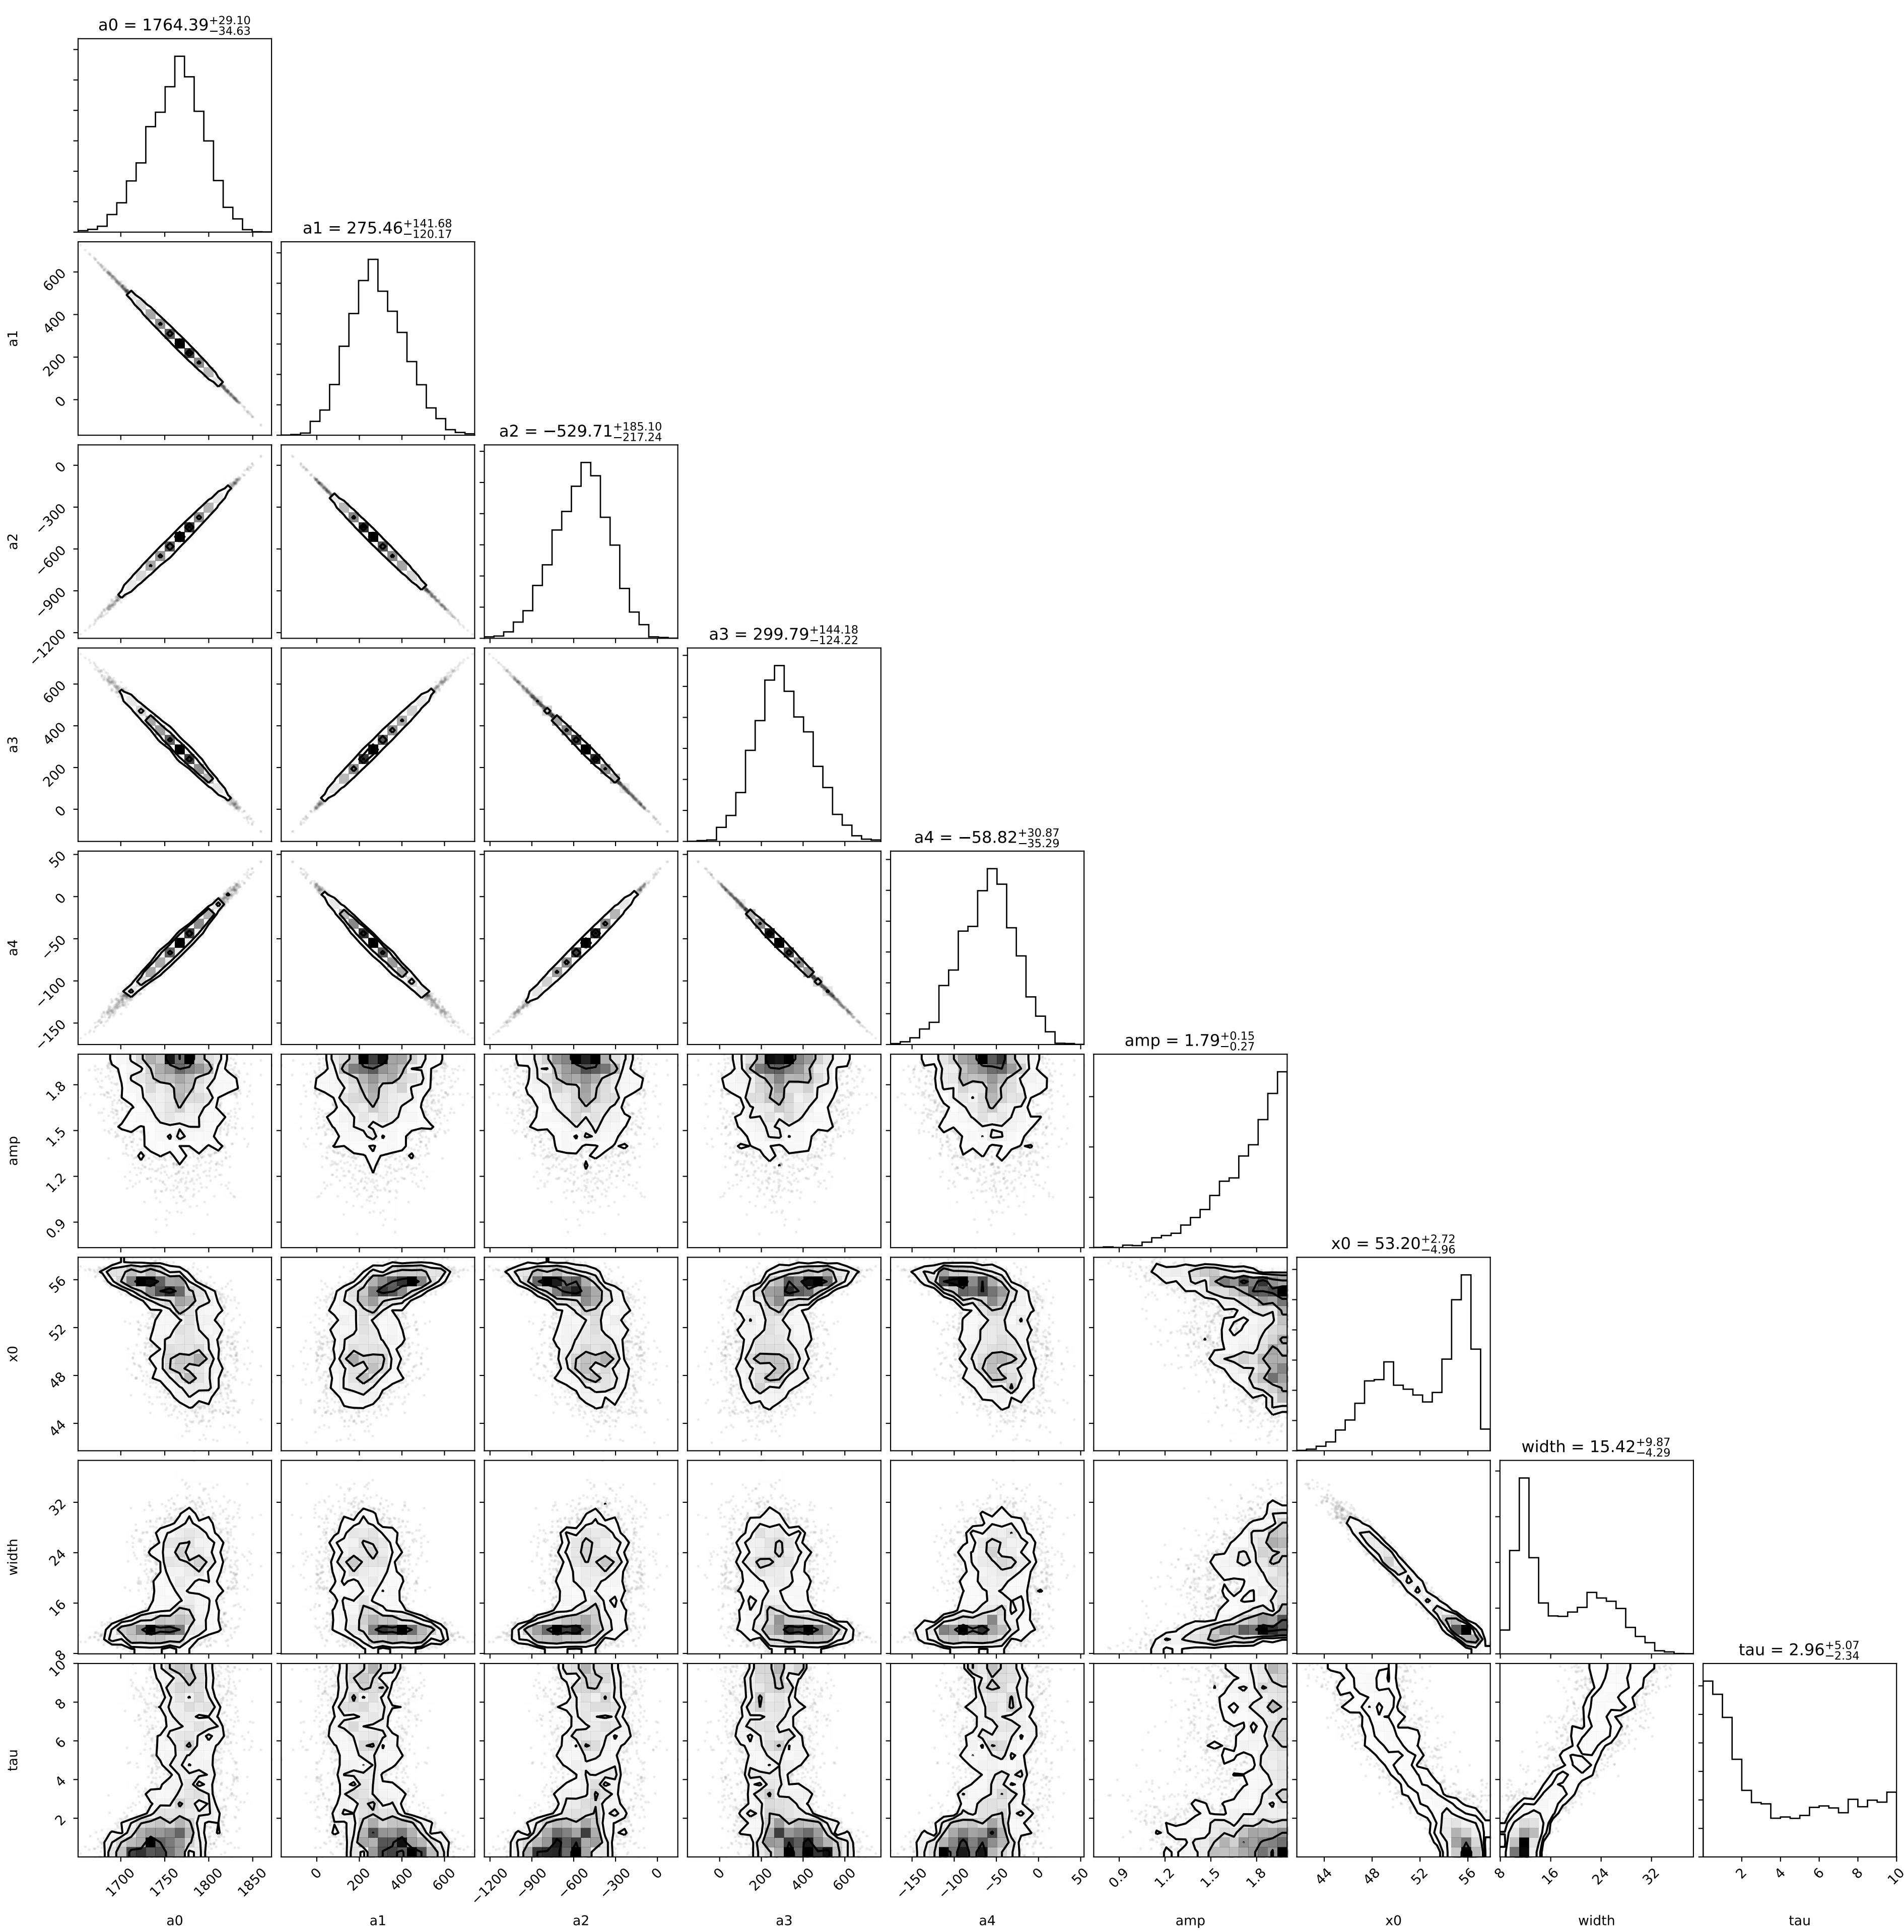 a0 = 1764.39+29.10−34.63
a1 = 275.46+141.68−120.17
600
400
200
0
a1
a2 = −529.71+185.10−217.24
0
−300
−600
−900
−1200
a2
a3 = 299.79+144.18−124.22
600
400
200
0
a3
a4 = −58.82+30.87−35.29
50
0
−50
−100
−150
a4
amp = 1.79+0.15−0.27
1.8
1.5
1.2
0.9
amp
x0 = 53.20+2.72−4.96
56
52
48
44
x0
width = 15.42+9.87−4.29
32
24
16
8
width
tau = 2.96+5.07−2.34
10
8
6
4
2
tau
1700 1750 1800 1850 0 200 400 600 −1200 −900 −600 −300 0 0 200 400 600 −150 −100 −50 0 50 0.9 1.2 1.5 1.8 44 48 52 56 8 16 24 32 2 4 6 8 10
a0 a1 a2 a3 a4 amp x0 width tau